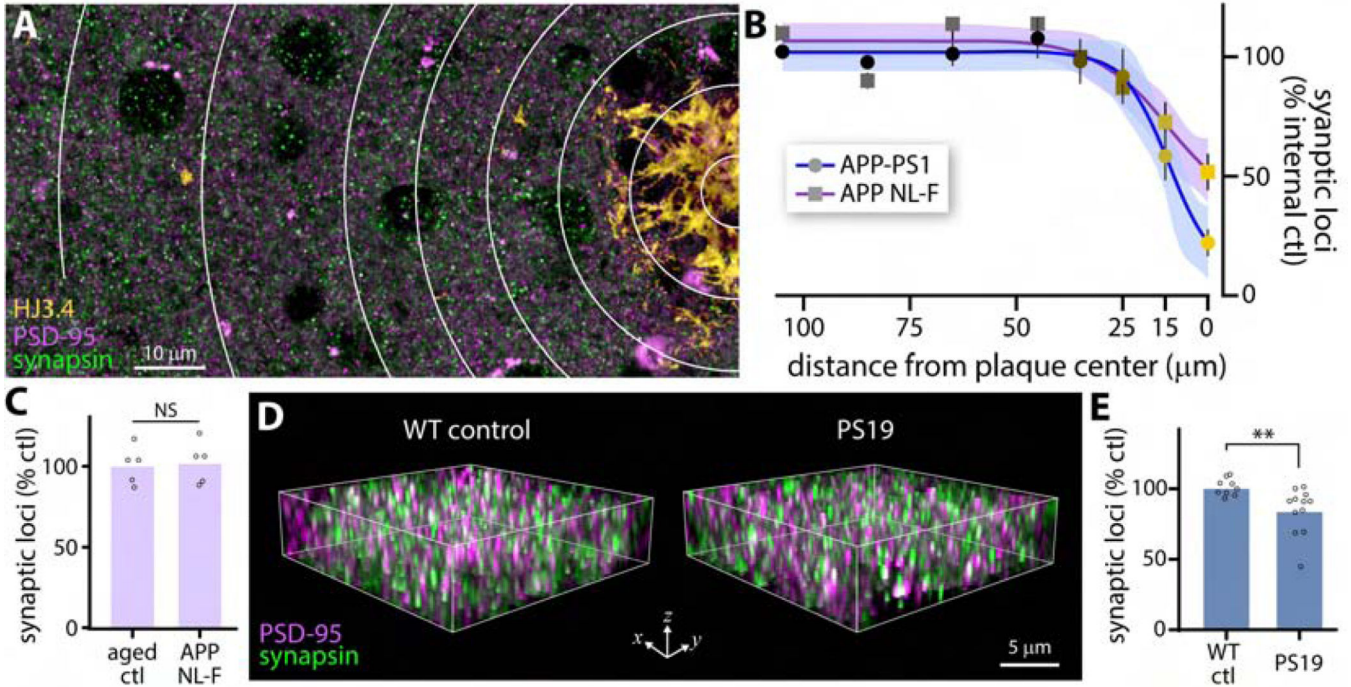 A
HJ3.4
PSD-95
synapsin
10 μm
B
APP-PS1
APP NL-F
100
50
0
syanptic loci
(% internal ctl)
100
75
50
25
15
0
distance from plaque center (μm)
C
NS
synaptic loci (% ctl)
100
50
0
aged
ctl
APP
NL-F
D
WT control
PS19
PSD-95
synapsin
z
x
y
5 μm
E
**
synaptic loci (% ctl)
100
50
0
WT
ctl
PS19